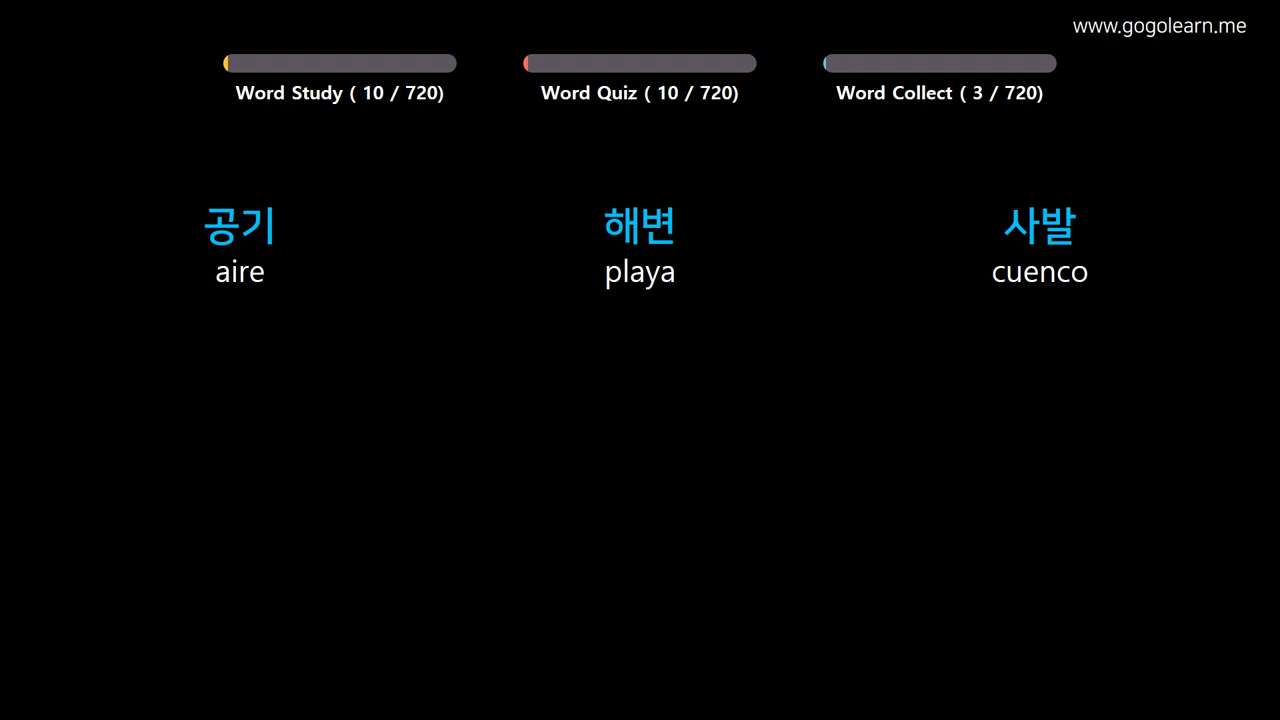 www.gogolearn.me
Word Study ( 10 / 720)
Word Quiz ( 10 / 720)
Word Collect ( 3 / 720)
공기
aire
해변
playa
사발
cuenco